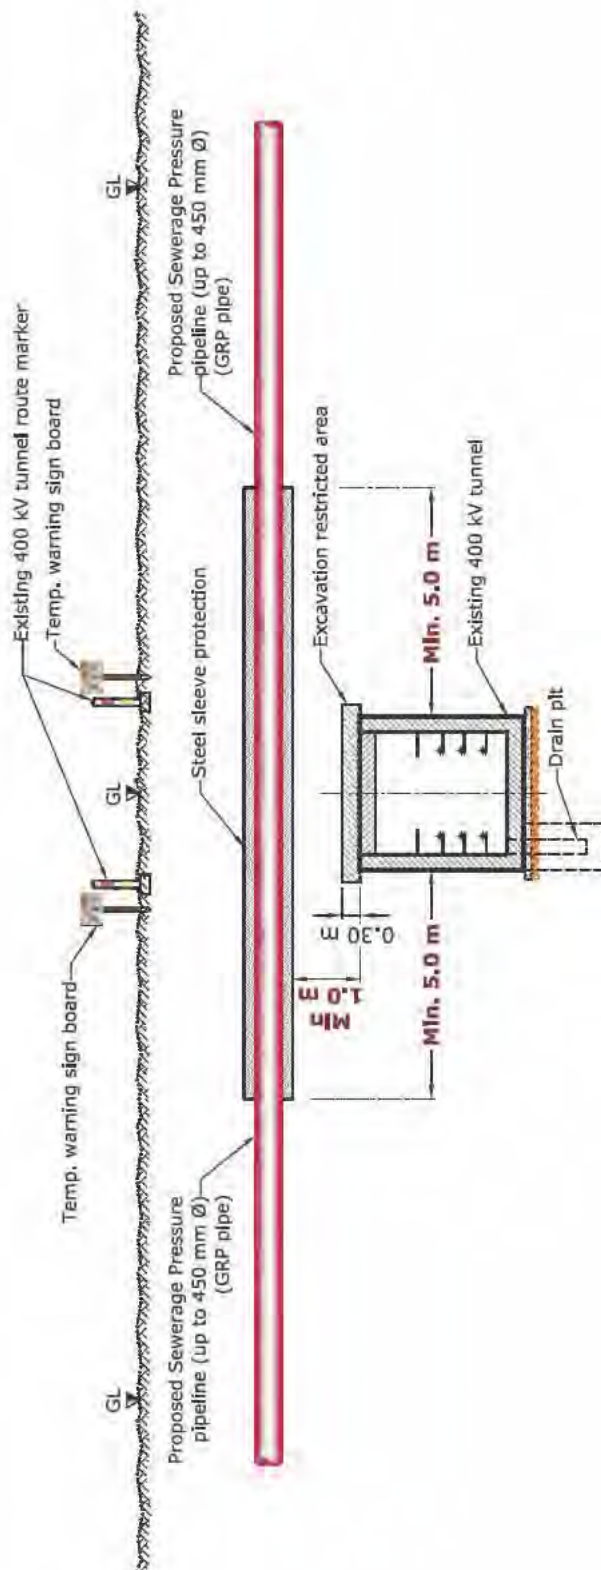 GL
Existing 400 kV tunnel route marker
Temp. warning sign board
GL
Temp. warning sign board
GL
Proposed Sewerage Pressure
pipeline (up to 450 mm Ø)
(GRP pipe)
Steel sleeve protection
Proposed Sewerage Pressure
pipeline (up to 450 mm Ø)
(GRP pipe)
Excavation restricted area
0.30 m
Min
1.0 m
Min. 5.0 m
Min. 5.0 m
Existing 400 kV tunnel
Drain pit